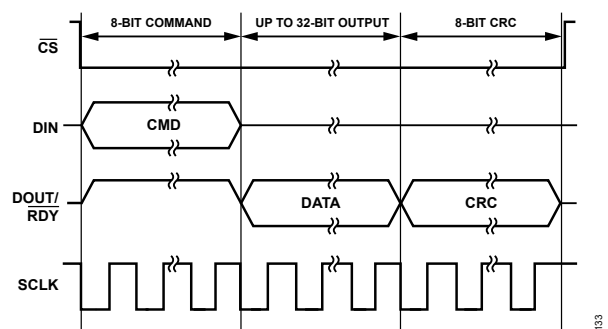 8-BIT COMMAND UP TO 32-BIT OUTPUT 8-BIT CRC
CS
DIN CMD
DOUT/
RDY DATA CRC
SCLK
133